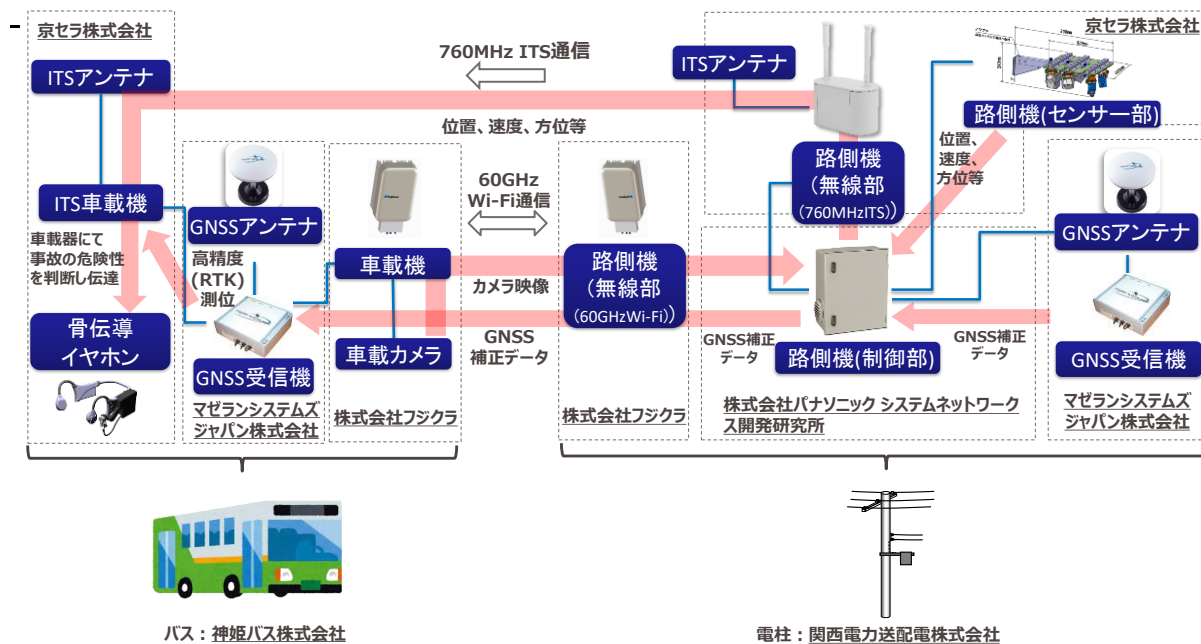 -
京セラ株式会社
京セラ株式会社
ITSアンテナ
760MHz ITS通信
ITSアンテナ
位置、速度、方位等
路側機(センサー部)
位置、
速度、
方位等
ITS車載機
GNSSアンテナ
60GHz
Wi-Fi通信
路側機
(無線部
(760MHzITS))
GNSSアンテナ
車載器にて
事故の危険性
を判断し伝達
高精度
(RTK)
測位
車載機
カメラ映像
路側機
(無線部
(60GHzWi-Fi))
骨伝導
イヤホン
車載カメラ
GNSS
補正データ
GNSS補正
データ
GNSS補正
データ
路側機(制御部)
GNSS受信機
GNSS受信機
マゼランシステムズ
ジャパン株式会社
株式会社フジクラ
株式会社フジクラ
株式会社パナソニック システムネットワーク
ス開発研究所
マゼランシステムズ
ジャパン株式会社
バス：神姫バス株式会社
電柱：関西電力送配電株式会社